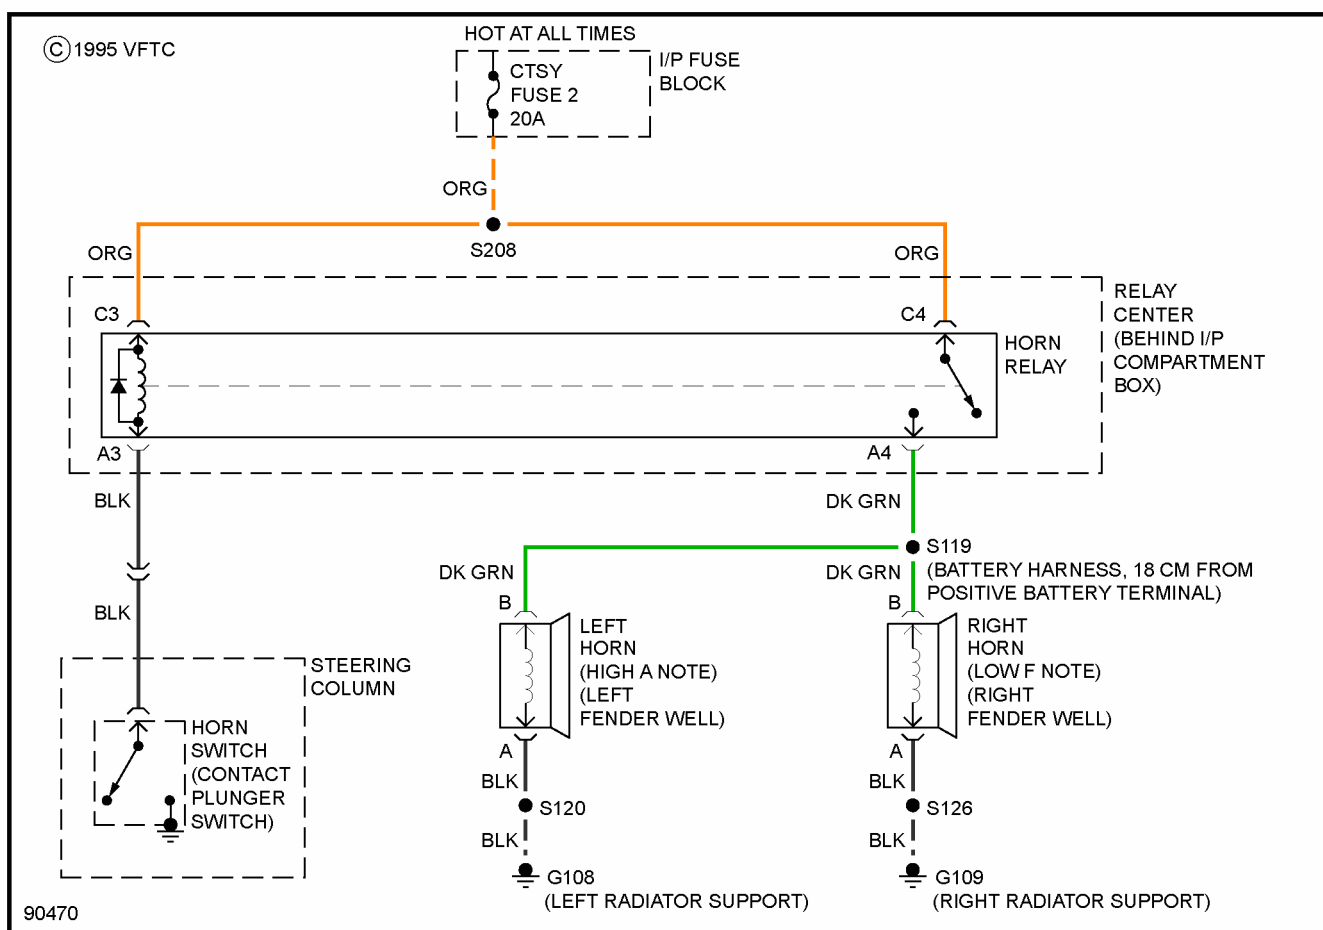 HOT AT ALL TIMES
© 1995 VFTC
CTSY
FUSE 2
20A
I/P FUSE
BLOCK
ORG
S208
ORG
ORG
C3
C4
RELAY
CENTER
(BEHIND I/P
COMPARTMENT
BOX)
HORN
RELAY
A3
A4
BLK
DK GRN
S119
(BATTERY HARNESS, 18 CM FROM
POSITIVE BATTERY TERMINAL)
DK GRN
DK GRN
B
B
BLK
LEFT
HORN
(HIGH A NOTE)
(LEFT
FENDER WELL)
RIGHT
HORN
(LOW F NOTE)
(RIGHT
FENDER WELL)
STEERING
COLUMN
HORN
SWITCH
(CONTACT
PLUNGER
SWITCH)
A
A
BLK
BLK
S120
S126
BLK
BLK
G108
(LEFT RADIATOR SUPPORT)
G109
(RIGHT RADIATOR SUPPORT)
90470